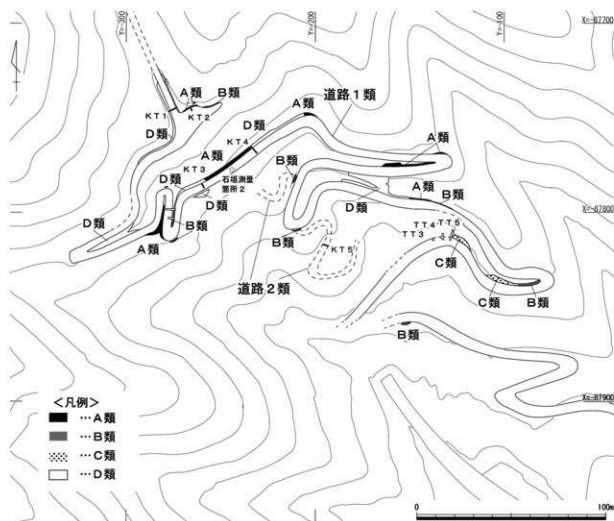 Y=-300
Y=-200
Y=-100
X=-87700
A類
B類
KT1
KT2
D類
道路1類
D類
A類
KT4
A類
KT3
石垣測量
箇所2
D類
D類
B類
A類
D類
B類
A類
B類
D類
X=-87800
TT5
TT4
TT3
B類
KT5
C類
道路2類
C類
B類
B類
X=-87900
<凡例>
…A類
…B類
…C類
…D類
0
100m